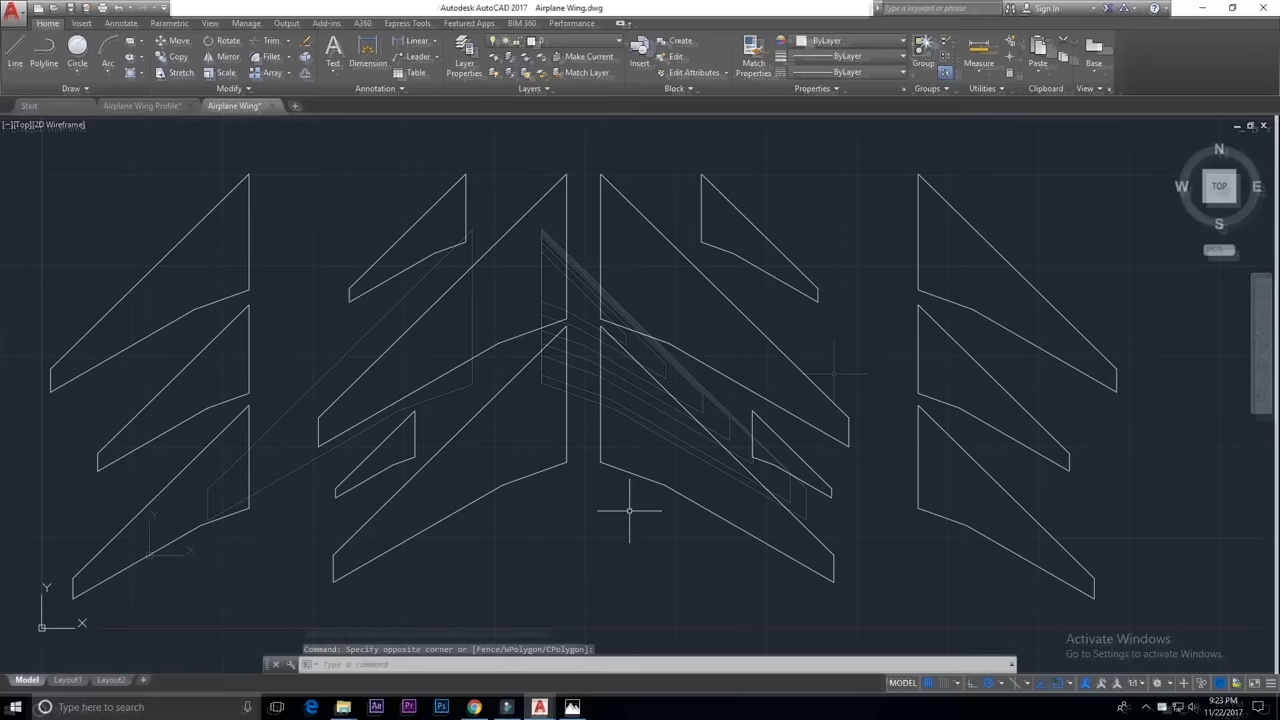 Autodesk AutoCAD 2017 Airplane Wing.dwg
Type a keyword or phrase
Sign In
Home Insert Annotate Parametric View Manage Output Add-ins A360 Express Tools Featured Apps BIM 360 Performance
Line Polyline Circle Arc
Move Rotate Trim
Copy Mirror Fillet
Stretch Scale Array
Text Dimension
Linear
Leader
Table
Layer Properties
0
Make Current
Match Layer
Insert
Create
Edit
Edit Attributes
Match Properties
ByLayer
ByLayer
ByLayer
Group
Measure
Paste
Base
Draw Modify Annotation Layers Block Properties Groups Utilities Clipboard View
Start Airplane Wing Profile* Airplane Wing*
[−][Top][2D Wireframe]
N
W TOP E
S
Y
X
Y
X
Command: Specify opposite corner or [Fence/WPolygon/CPolygon]:
Type a command
Activate Windows
Go to Settings to activate Windows.
Model Layout1 Layout2
MODEL
1:1
Type here to search
9:23 PM
11/22/2017